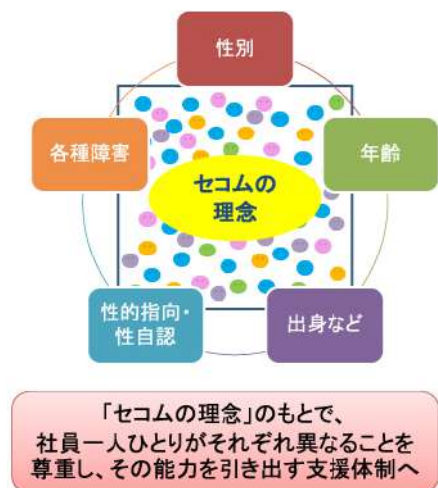 性別
各種障害
年齢
セコムの
理念
性的指向・
性自認
出身など
「セコムの理念」のもとで、
社員一人ひとりがそれぞれ異なることを
尊重し、その能力を引き出す支援体制へ